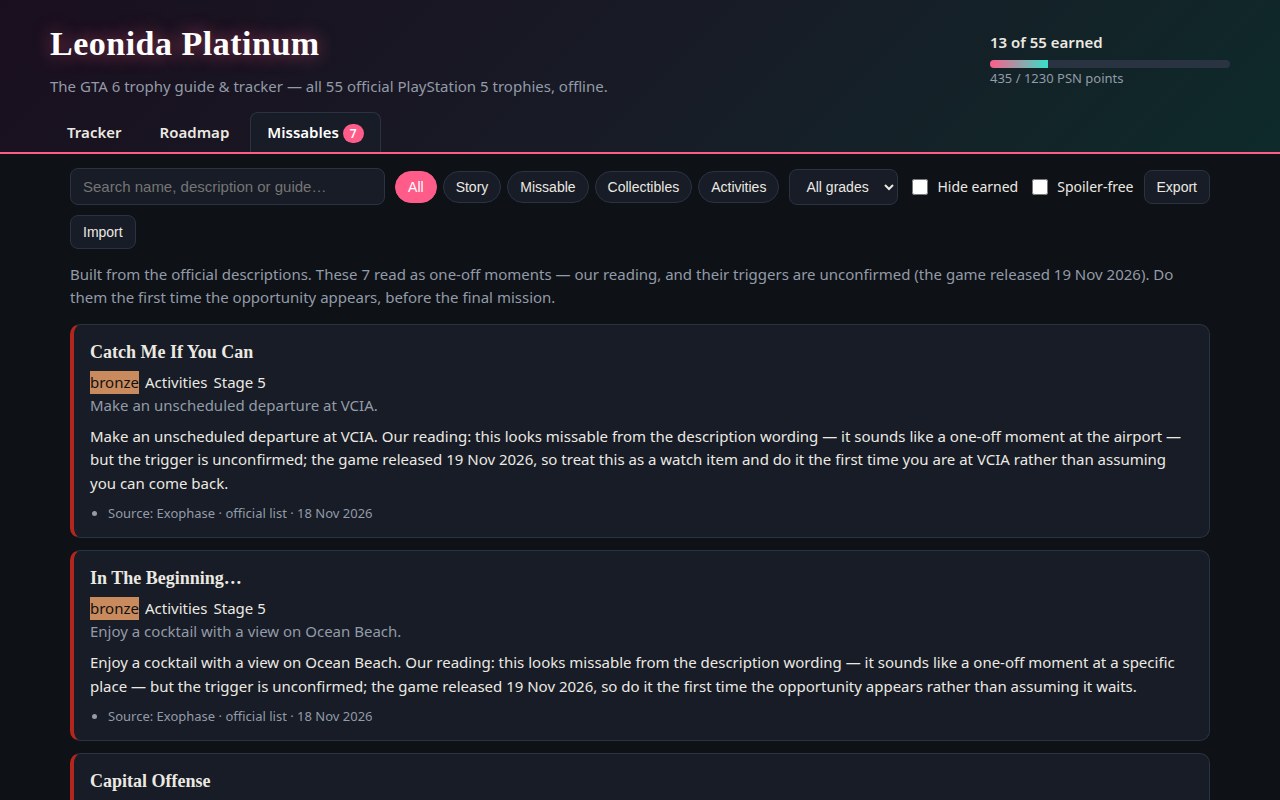 Leonida Platinum
The GTA 6 trophy guide & tracker — all 55 official PlayStation 5 trophies, offline.
13 of 55 earned
435 / 1230 PSN points
Tracker Roadmap Missables 7
Search name, description or guide… All Story Missable Collectibles Activities All grades Hide earned Spoiler-free Export
Import
Built from the official descriptions. These 7 read as one-off moments — our reading, and their triggers are unconfirmed (the game released 19 Nov 2026). Do
them the first time the opportunity appears, before the final mission.
Catch Me If You Can
bronze Activities Stage 5
Make an unscheduled departure at VCIA.
Make an unscheduled departure at VCIA. Our reading: this looks missable from the description wording — it sounds like a one-off moment at the airport —
but the trigger is unconfirmed; the game released 19 Nov 2026, so treat this as a watch item and do it the first time you are at VCIA rather than assuming
you can come back.
• Source: Exophase · official list · 18 Nov 2026
In The Beginning…
bronze Activities Stage 5
Enjoy a cocktail with a view on Ocean Beach.
Enjoy a cocktail with a view on Ocean Beach. Our reading: this looks missable from the description wording — it sounds like a one-off moment at a specific
place — but the trigger is unconfirmed; the game released 19 Nov 2026, so do it the first time the opportunity appears rather than assuming it waits.
• Source: Exophase · official list · 18 Nov 2026
Capital Offense